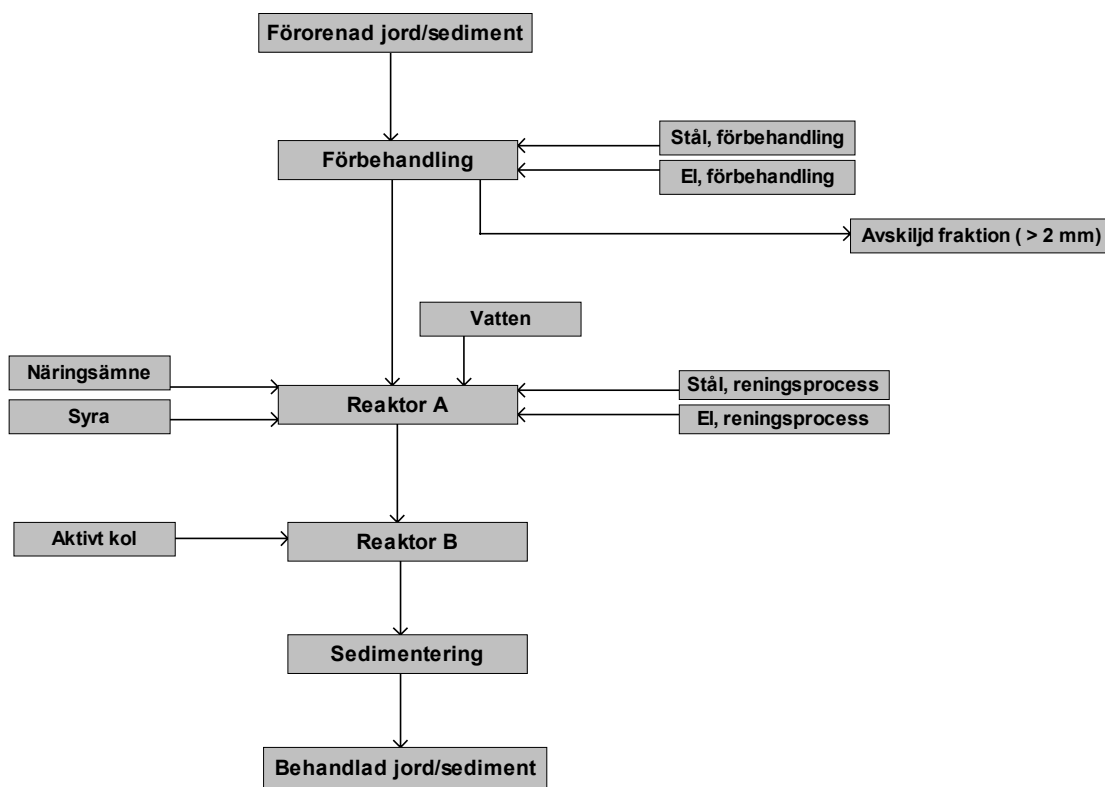 Förorenad jord/sediment
Stål, förbehandling
Förbehandling
El, förbehandling
Avskiljd fraktion ( > 2 mm)
Vatten
Näringsämne
Stål, reningsprocess
Reaktor A
Syra
El, reningsprocess
Aktivt kol
Reaktor B
Sedimentering
Behandlad jord/sediment